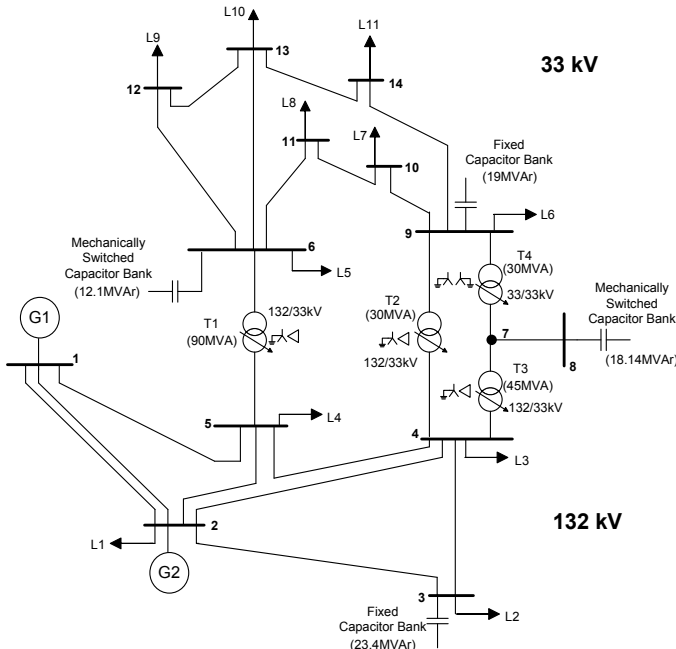 L10
L11
L9
13
33 kV
14
12
L8
L7
11
10
Fixed
Capacitor Bank
(19MVAr)
L6
9
6
Mechanically
Switched
Capacitor Bank
(12.1MVAr)
L5
T4
(30MVA)
33/33kV
132/33kV
T1
(90MVA)
T2
(30MVA)
132/33kV
Mechanically
Switched
Capacitor Bank
(18.14MVAr)
7
8
G1
1
T3
(45MVA)
132/33kV
L4
5
4
L3
2
L1
G2
132 kV
3
L2
Fixed
Capacitor Bank
(23.4MVAr)